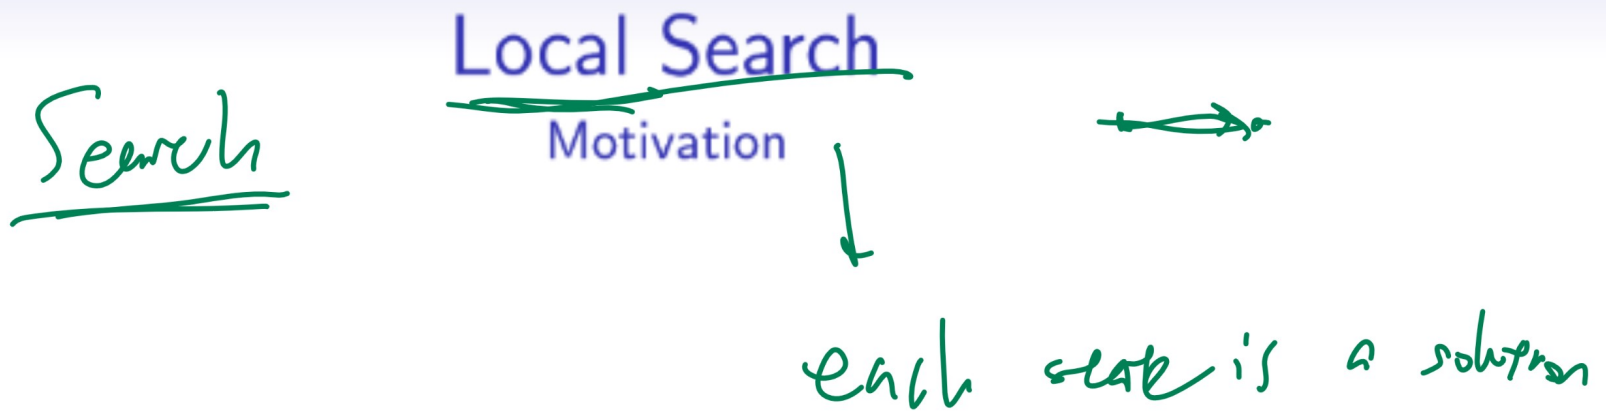 Local Search
Search
Motivation
each state is a solution